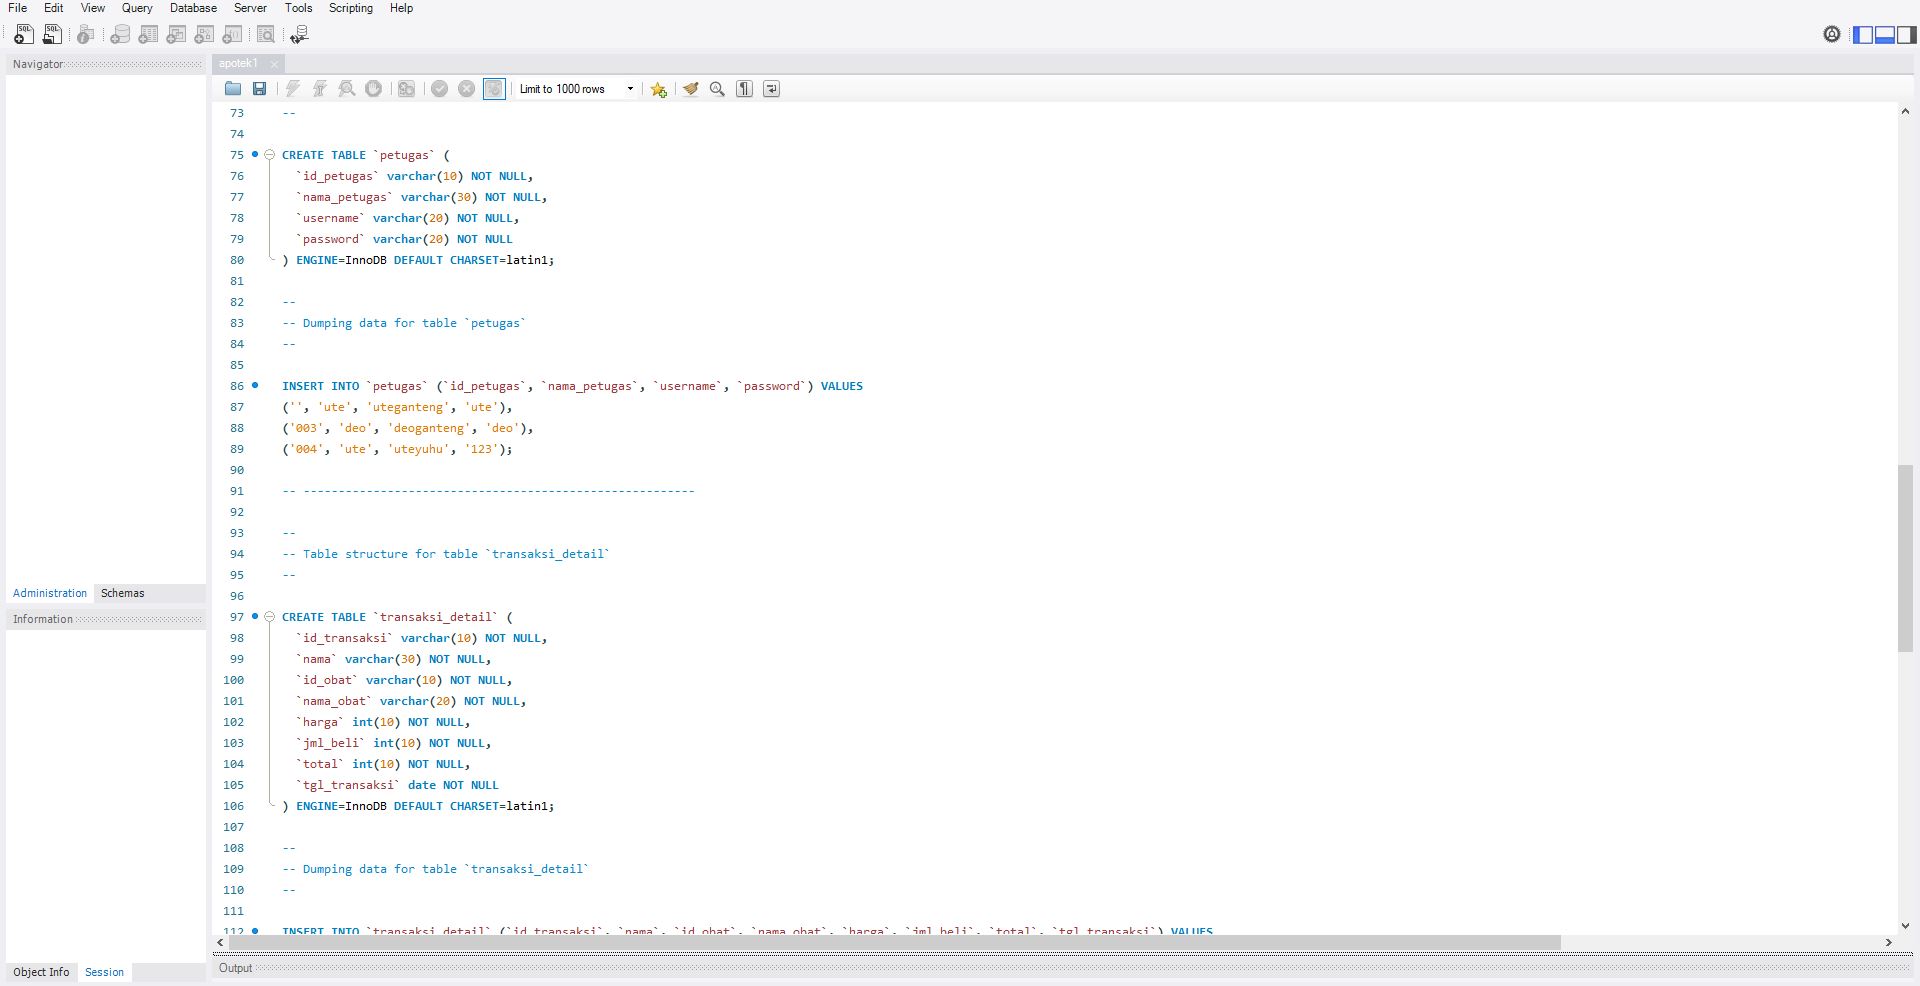 File Edit View Query Database Server Tools Scripting Help
Navigator
apotek1
Limit to 1000 rows
73 --
74
75 CREATE TABLE `petugas` (
76 `id_petugas` varchar(10) NOT NULL,
77 `nama_petugas` varchar(30) NOT NULL,
78 `username` varchar(20) NOT NULL,
79 `password` varchar(20) NOT NULL
80 ) ENGINE=InnoDB DEFAULT CHARSET=latin1;
81
82 --
83 -- Dumping data for table `petugas`
84 --
85
86 INSERT INTO `petugas` (`id_petugas`, `nama_petugas`, `username`, `password`) VALUES
87 ('', 'ute', 'uteganteng', 'ute'),
88 ('003', 'deo', 'deoganteng', 'deo'),
89 ('004', 'ute', 'uteyuhu', '123');
90
91 -- --------------------------------------------------------
92
93 --
94 -- Table structure for table `transaksi_detail`
95 --
96
97 CREATE TABLE `transaksi_detail` (
98 `id_transaksi` varchar(10) NOT NULL,
99 `nama` varchar(30) NOT NULL,
100 `id_obat` varchar(10) NOT NULL,
101 `nama_obat` varchar(20) NOT NULL,
102 `harga` int(10) NOT NULL,
103 `jml_beli` int(10) NOT NULL,
104 `total` int(10) NOT NULL,
105 `tgl_transaksi` date NOT NULL
106 ) ENGINE=InnoDB DEFAULT CHARSET=latin1;
107
108 --
109 -- Dumping data for table `transaksi_detail`
110 --
111
112 INSERT INTO `transaksi_detail` (`id_transaksi`, `nama`, `id_obat`, `nama_obat`, `harga`, `jml_beli`, `total`, `tgl_transaksi`) VALUES
Administration Schemas
Information
Object Info Session
Output